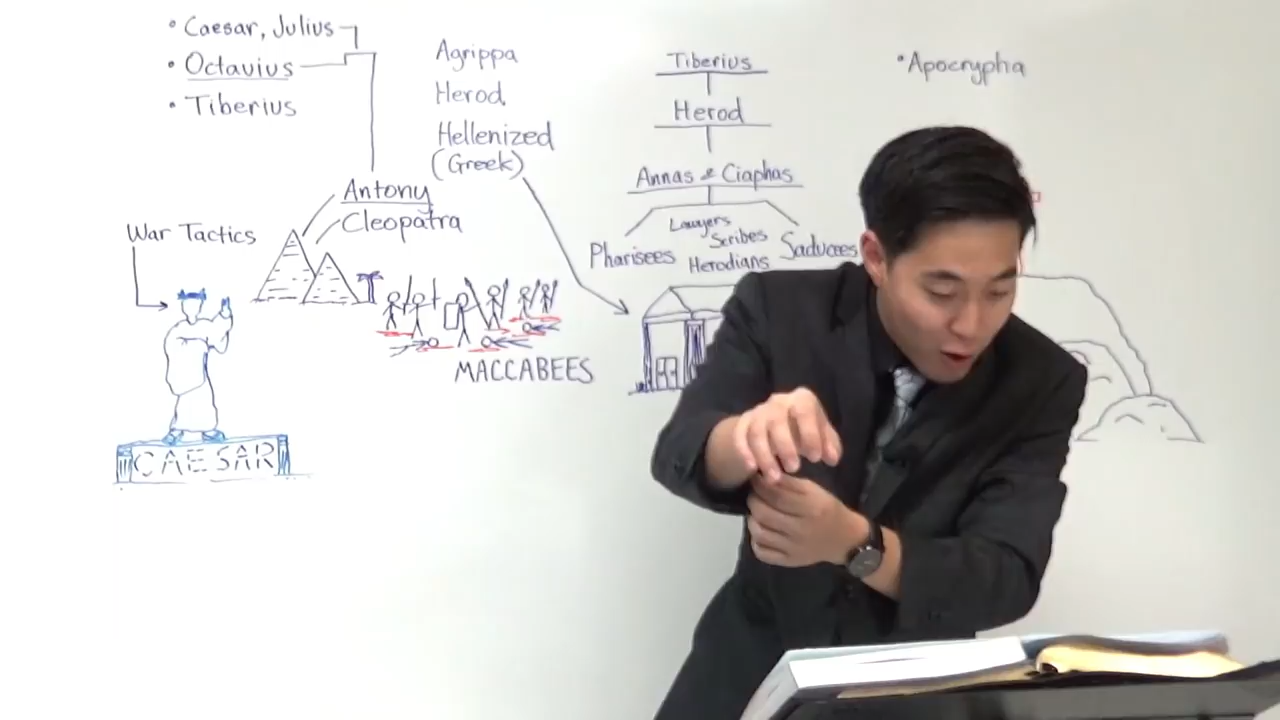 • Caesar, Julius
• Octavius
• Tiberius
Agrippa
Herod
Hellenized
(Greek)
Antony
Cleopatra
War Tactics
CAESAR
MACCABEES
Tiberius
Herod
Annas & Ciaphas
Lawyers
Pharisees
Scribes
Herodians
Saducees
• Apocrypha